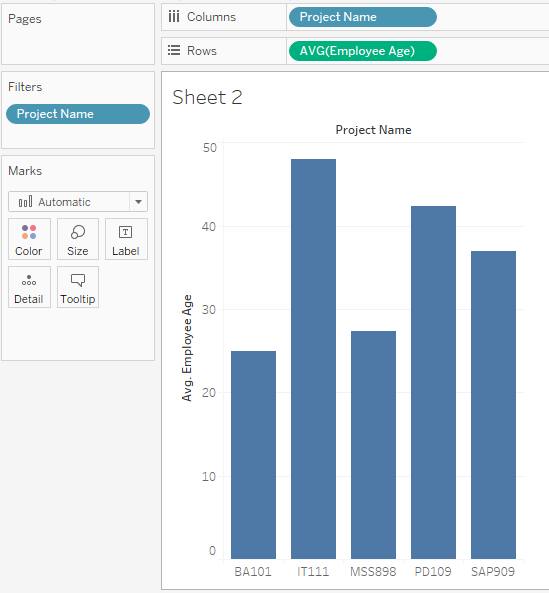 Pages
Columns
Project Name
Rows
AVG(Employee Age)
Filters
Project Name
Marks
Automatic
Color
Size
Label
Detail
Tooltip
Sheet 2
Project Name
Avg. Employee Age
50
40
30
20
10
0
BA101 IT111 MSS898 PD109 SAP909